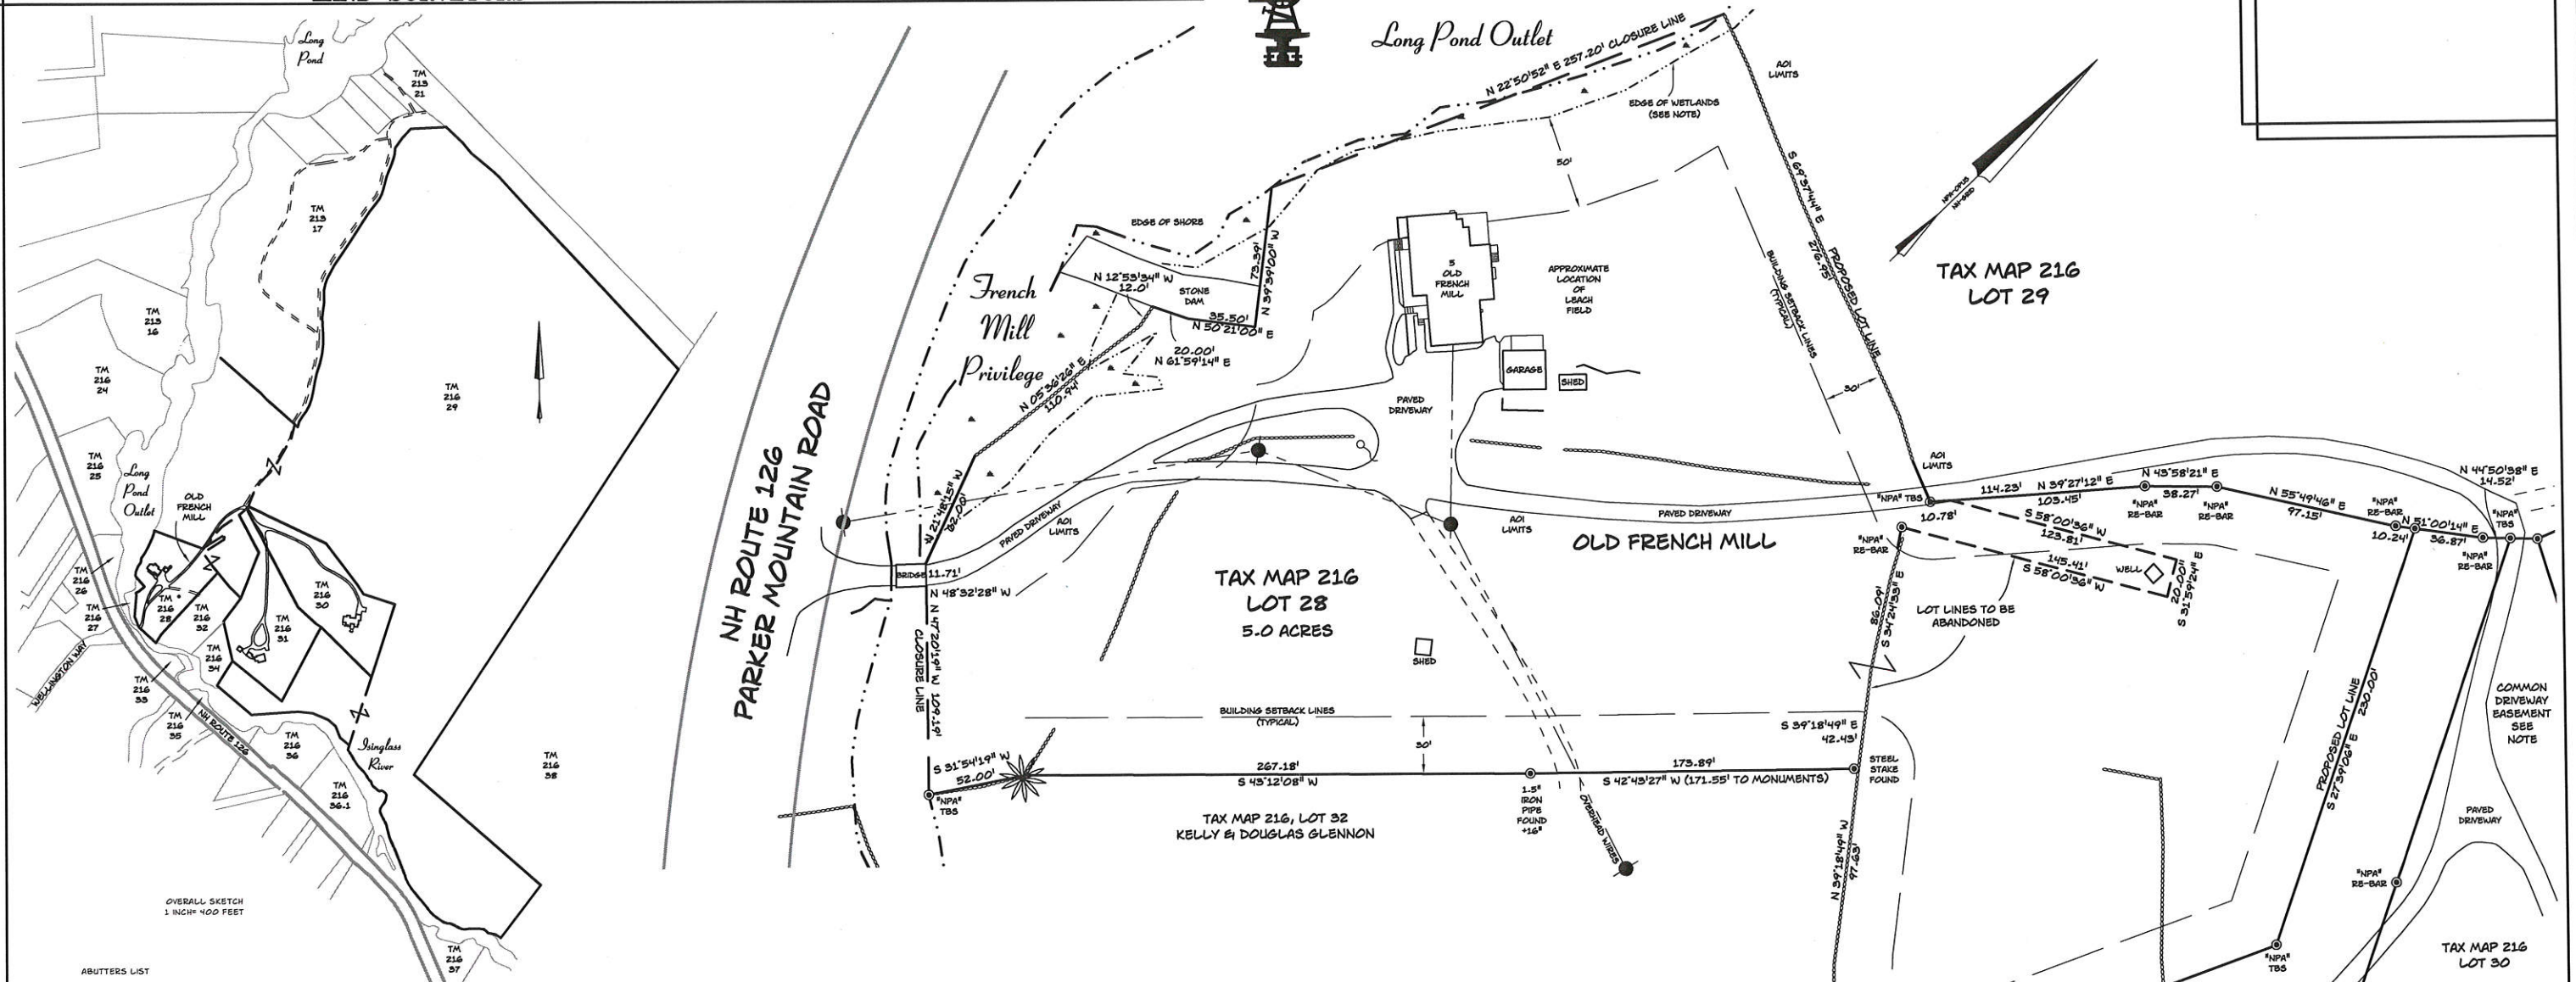 Long
Pond
TM
213
21
TM
213
17
TM
213
16
TM
216
24
TM
216
29
TM
216
25
Long
Pond
Outlet
OLD
FRENCH
MILL
TM
216
26
TM
216
27
TM
216
28
TM
216
32
TM
216
30
TM
216
31
TM
216
34
WELLINGTON WAY
TM
216
33
TM
216
35
NH ROUTE 126
TM
216
36
Isinglass
River
TM
216
38
TM
216
36.1
TM
216
37
OVERALL SKETCH
1 INCH= 400 FEET
ABUTTERS LIST
NH ROUTE 126
PARKER MOUNTAIN ROAD
Long Pond Outlet
N 22°50'52" E 257.20' CLOSURE LINE
AOI
LIMITS
EDGE OF WETLANDS
(SEE NOTE)
50'
S 69°37'44" E
276.95'
PROPOSED LOT LINE
NPA-OPUS
NH-GRID
EDGE OF SHORE
French
Mill
Privilege
N 12°53'34" W
12.0'
STONE
DAM
73.39'
N 39°39'00" W
35.50'
N 50°21'00" E
20.00'
N 61°59'14" E
N 05°36'26" E
110.94'
5
OLD
FRENCH
MILL
APPROXIMATE
LOCATION
OF
LEACH
FIELD
BUILDING SETBACK LINES
(TYPICAL)
TAX MAP 216
LOT 29
GARAGE
SHED
30'
PAVED
DRIVEWAY
N 21°48'15" W
82.00'
PAVED DRIVEWAY
AOI
LIMITS
AOI
LIMITS
PAVED DRIVEWAY
OLD FRENCH MILL
AOI
LIMITS
"NPA" TBS
114.23'
N 39°27'12" E
103.45'
N 43°58'21" E
38.27'
"NPA"
RE-BAR
"NPA"
RE-BAR
N 55°49'46" E
97.15'
"NPA"
RE-BAR
N 51°00'14" E
10.24'
36.87'
"NPA"
RE-BAR
"NPA"
TBS
N 44°50'38" E
14.52'
10.78'
"NPA"
RE-BAR
S 58°00'36" W
123.81'
145.41'
S 58°00'36" W
WELL
20.00'
S 31°59'24" E
BRIDGE
11.71'
N 48°32'28" W
N 47°20'19" W 109.19'
CLOSURE LINE
TAX MAP 216
LOT 28
5.0 ACRES
86.09'
S 34°24'33" E
LOT LINES TO BE
ABANDONED
SHED
BUILDING SETBACK LINES
(TYPICAL)
30'
S 39°18'49" E
42.43'
S 31°54'19" W
52.00'
"NPA"
TBS
267.18'
S 43°12'08" W
173.89'
S 42°43'27" W (171.55' TO MONUMENTS)
STEEL
STAKE
FOUND
1.5"
IRON
PIPE
FOUND
+16"
OVERHEAD WIRES
TAX MAP 216, LOT 32
KELLY & DOUGLAS GLENNON
N 39°18'49" W
97.63'
PROPOSED LOT LINE
S 27°39'06" E 230.00'
COMMON
DRIVEWAY
EASEMENT
SEE
NOTE
PAVED
DRIVEWAY
"NPA"
RE-BAR
"NPA"
TBS
TAX MAP 216
LOT 30